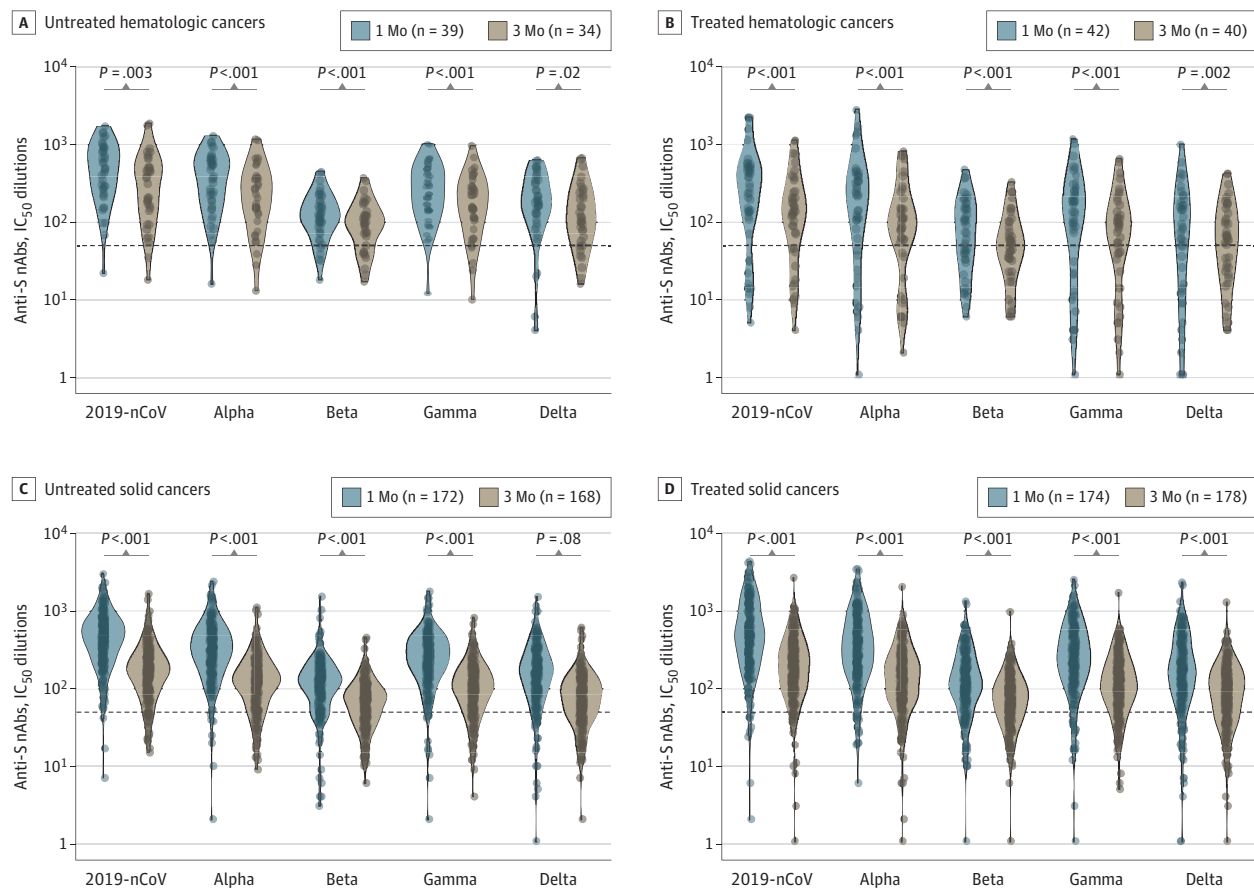 A Untreated hematologic cancers
1 Mo (n = 39) 3 Mo (n = 34)
P = .003 P <.001 P <.001 P <.001 P = .02
Anti-S nAbs, IC50 dilutions
10^4
10^3
10^2
10^1
1
2019-nCoV Alpha Beta Gamma Delta
B Treated hematologic cancers
1 Mo (n = 42) 3 Mo (n = 40)
P <.001 P <.001 P <.001 P <.001 P = .002
Anti-S nAbs, IC50 dilutions
10^4
10^3
10^2
10^1
1
2019-nCoV Alpha Beta Gamma Delta
C Untreated solid cancers
1 Mo (n = 172) 3 Mo (n = 168)
P <.001 P <.001 P <.001 P <.001 P = .08
Anti-S nAbs, IC50 dilutions
10^4
10^3
10^2
10^1
1
2019-nCoV Alpha Beta Gamma Delta
D Treated solid cancers
1 Mo (n = 174) 3 Mo (n = 178)
P <.001 P <.001 P <.001 P <.001 P <.001
Anti-S nAbs, IC50 dilutions
10^4
10^3
10^2
10^1
1
2019-nCoV Alpha Beta Gamma Delta